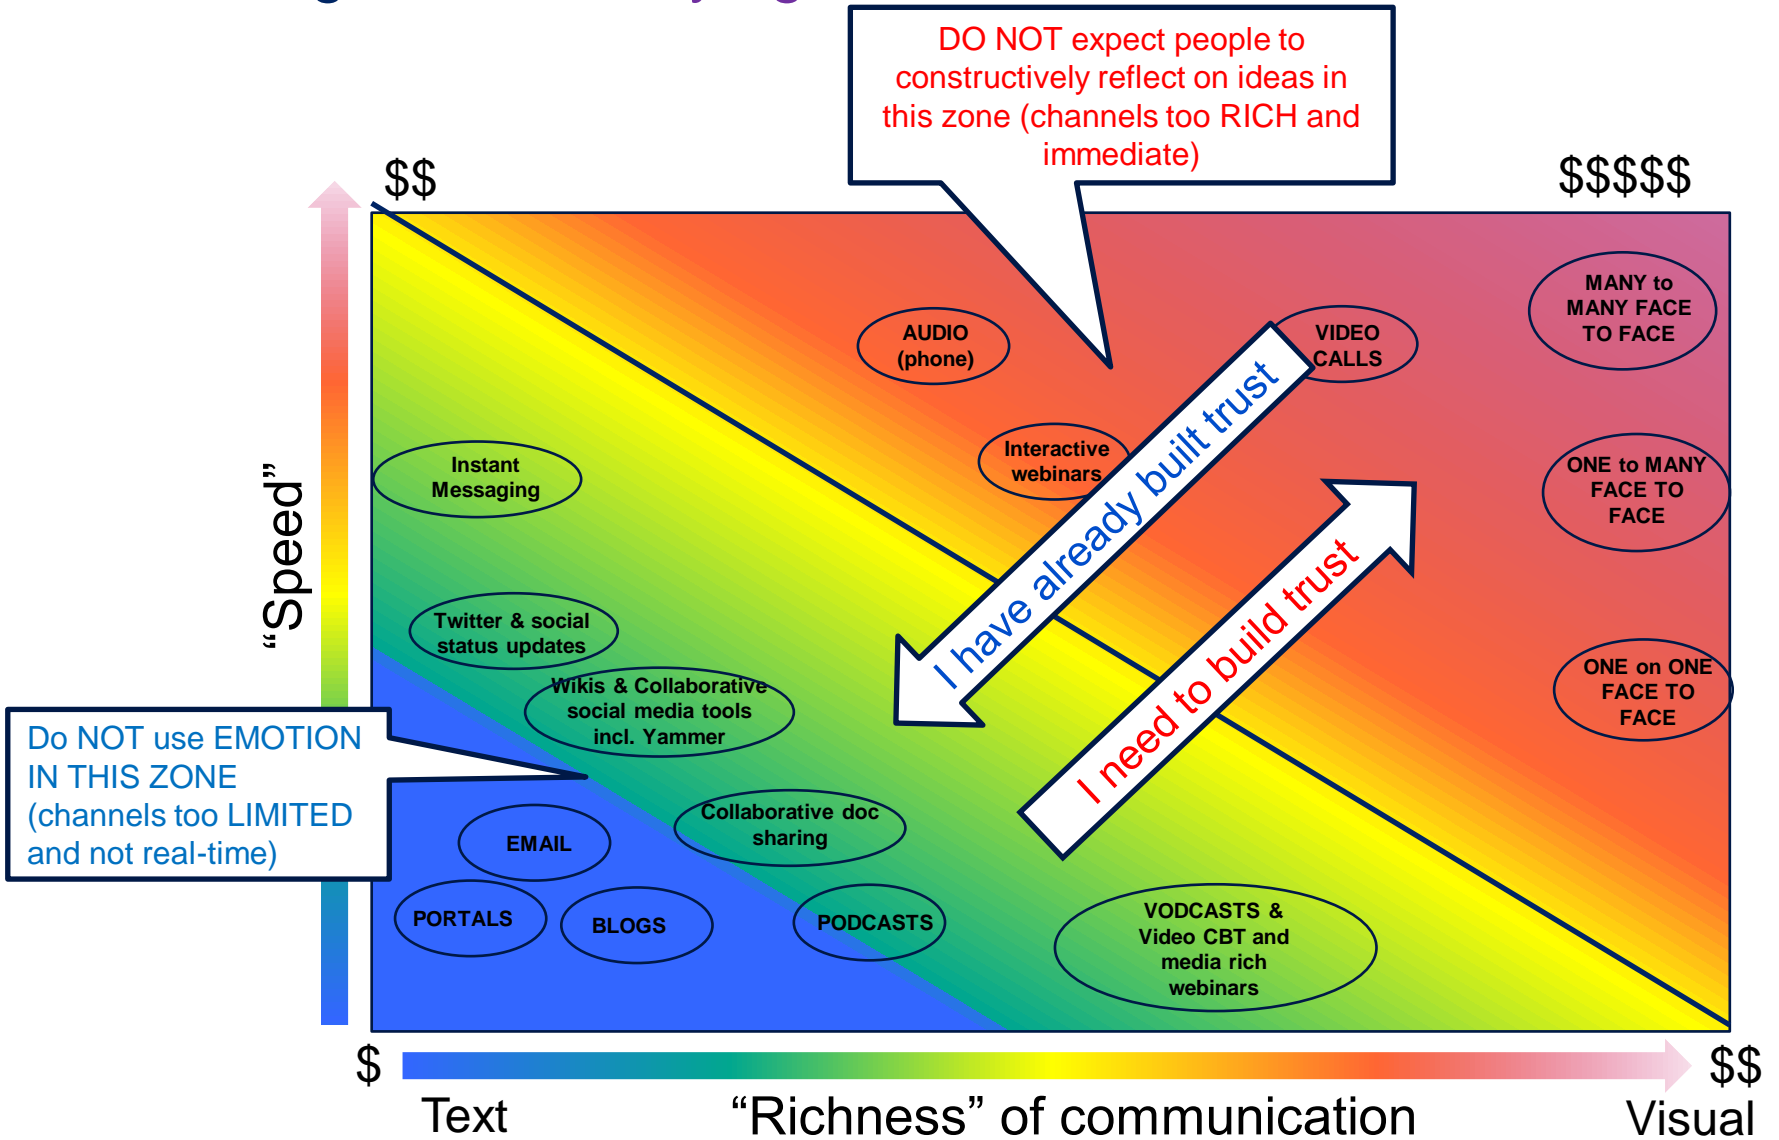 DO NOT expect people to
constructively reflect on ideas in
this zone (channels too RICH and
immediate)
$$
$$$$$
MANY to
MANY FACE
TO FACE
AUDIO
(phone)
VIDEO
CALLS
Interactive
webinars
I have already built trust
Instant
Messaging
ONE to MANY
FACE TO
FACE
“Speed”
I need to build trust
Twitter & social
status updates
ONE on ONE
FACE TO
FACE
Wikis & Collaborative
social media tools
incl. Yammer
Do NOT use EMOTION
IN THIS ZONE
(channels too LIMITED
and not real-time)
Collaborative doc
sharing
EMAIL
PORTALS
BLOGS
PODCASTS
VODCASTS &
Video CBT and
media rich
webinars
$
$$
Text
“Richness” of communication
Visual